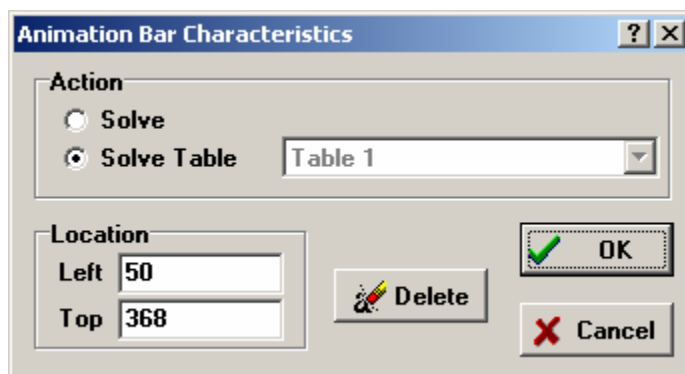 Animation Bar Characteristics
Action
Solve
Solve Table Table 1
Location
Left 50
Top 368
Delete
OK
Cancel